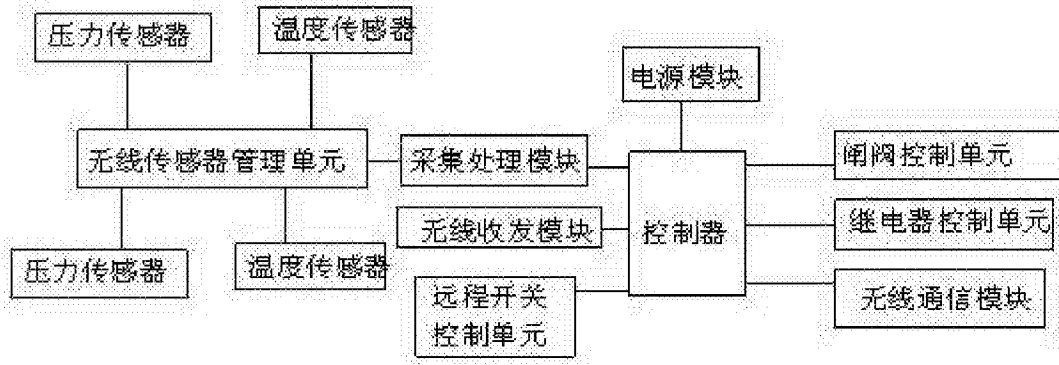 压力传感器
温度传感器
电源模块
无线传感器管理单元
采集处理模块
闸阀控制单元
无线收发模块
控制器
继电器控制单元
压力传感器
温度传感器
远程开关
控制单元
无线通信模块